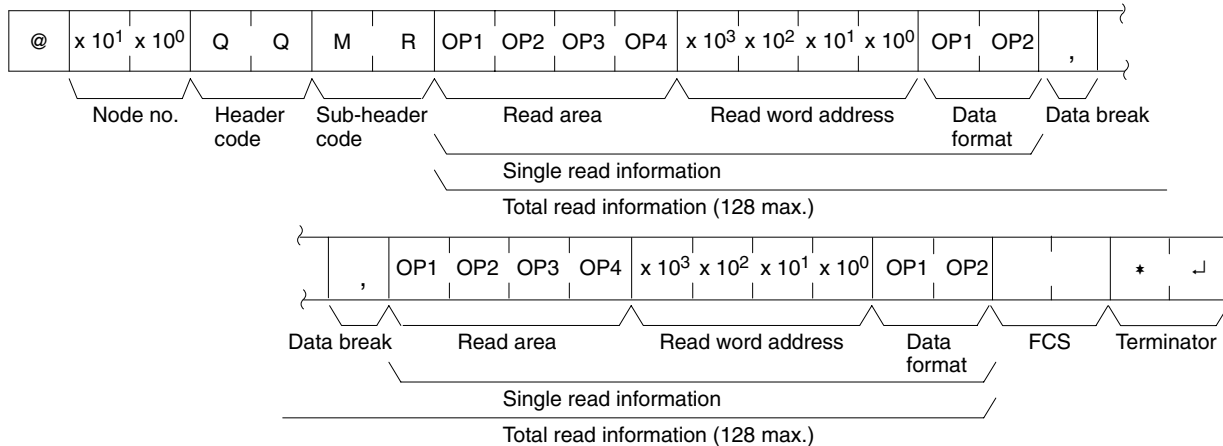 @ x 10¹ x 10⁰ Q Q M R OP1 OP2 OP3 OP4 x 10³ x 10² x 10¹ x 10⁰ OP1 OP2 ,
Node no. Header code Sub-header code Read area Read word address Data format Data break
Single read information
Total read information (128 max.)
, OP1 OP2 OP3 OP4 x 10³ x 10² x 10¹ x 10⁰ OP1 OP2 * ↵
Data break Read area Read word address Data format FCS Terminator
Single read information
Total read information (128 max.)